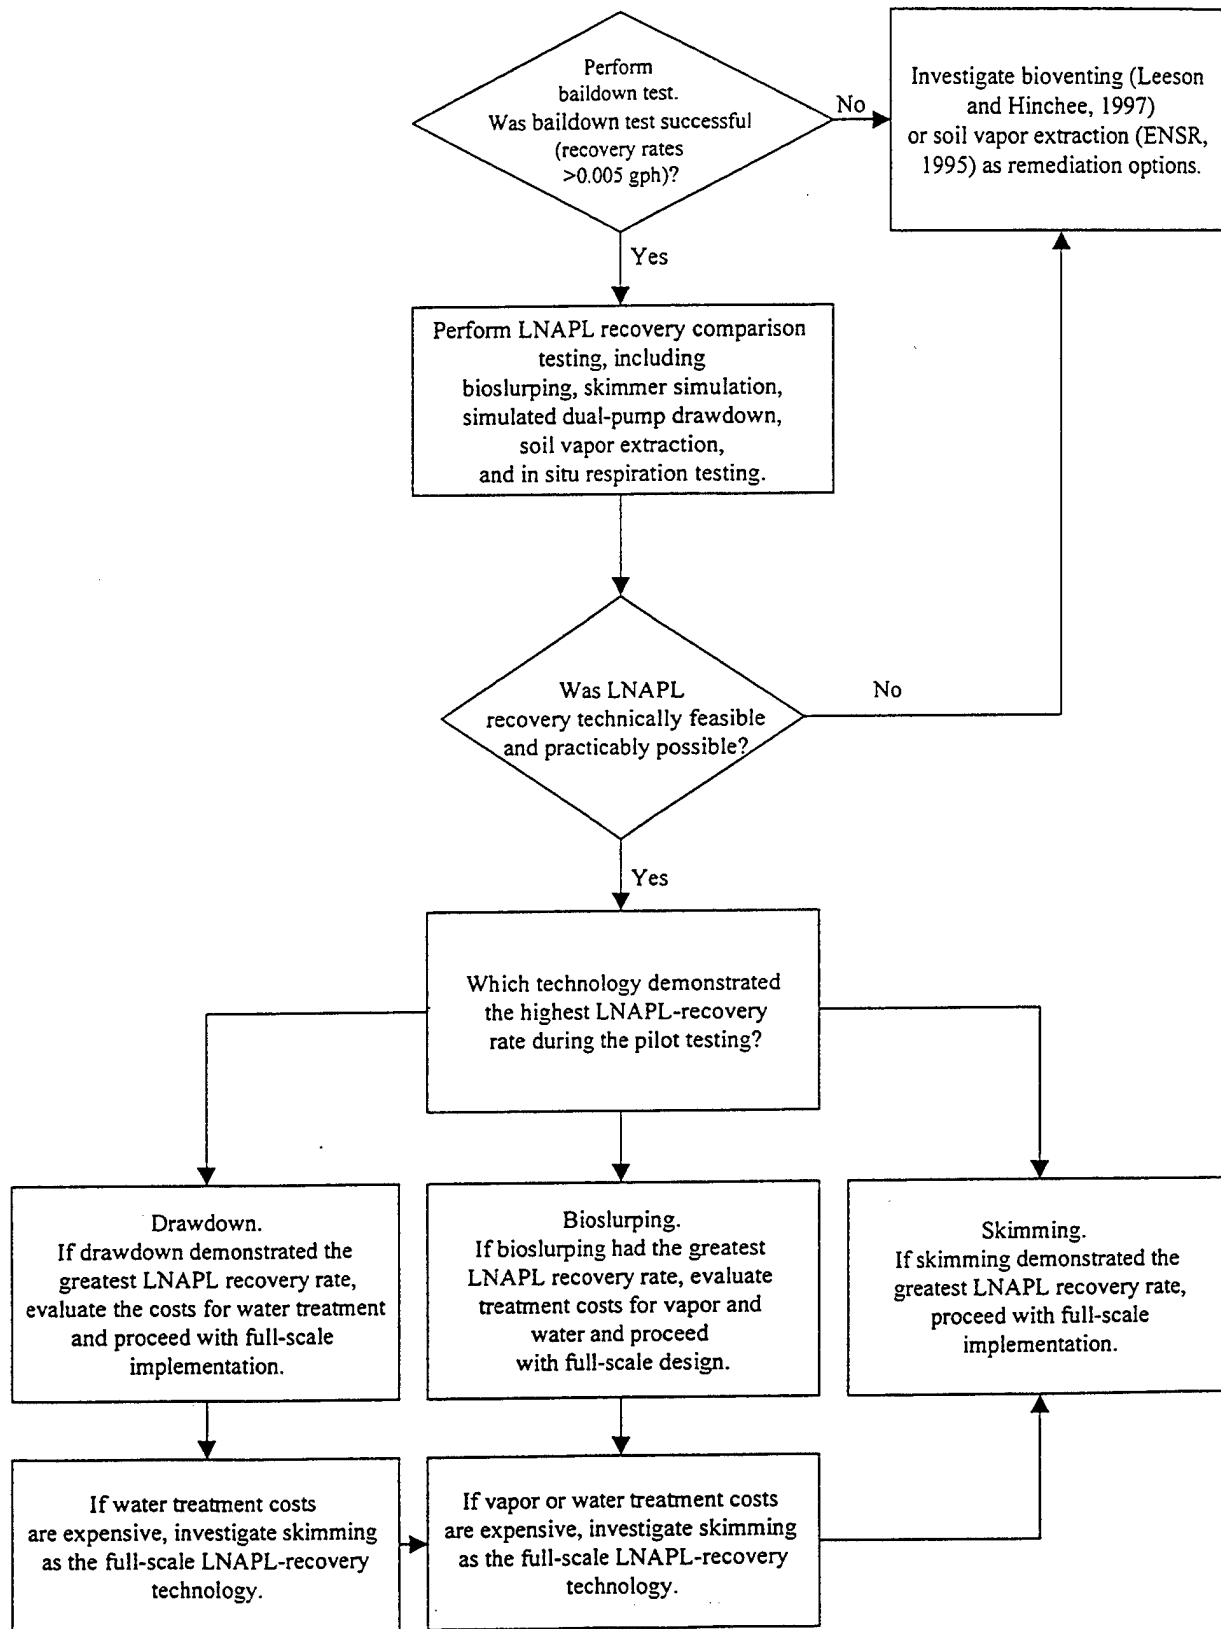 Perform
baildown test.
Was baildown test successful
(recovery rates
>0.005 gph)?
No
Investigate bioventing (Leeson
and Hinchee, 1997)
or soil vapor extraction (ENSR,
1995) as remediation options.
Yes
Perform LNAPL recovery comparison
testing, including
bioslurping, skimmer simulation,
simulated dual-pump drawdown,
soil vapor extraction,
and in situ respiration testing.
Was LNAPL
recovery technically feasible
and practicably possible?
No
Yes
Which technology demonstrated
the highest LNAPL-recovery
rate during the pilot testing?
Drawdown.
If drawdown demonstrated the
greatest LNAPL recovery rate,
evaluate the costs for water treatment
and proceed with full-scale
implementation.
Bioslurping.
If bioslurping had the greatest
LNAPL recovery rate, evaluate
treatment costs for vapor and
water and proceed
with full-scale design.
Skimming.
If skimming demonstrated the
greatest LNAPL recovery rate,
proceed with full-scale
implementation.
If water treatment costs
are expensive, investigate skimming
as the full-scale LNAPL-recovery
technology.
If vapor or water treatment costs
are expensive, investigate skimming
as the full-scale LNAPL-recovery
technology.